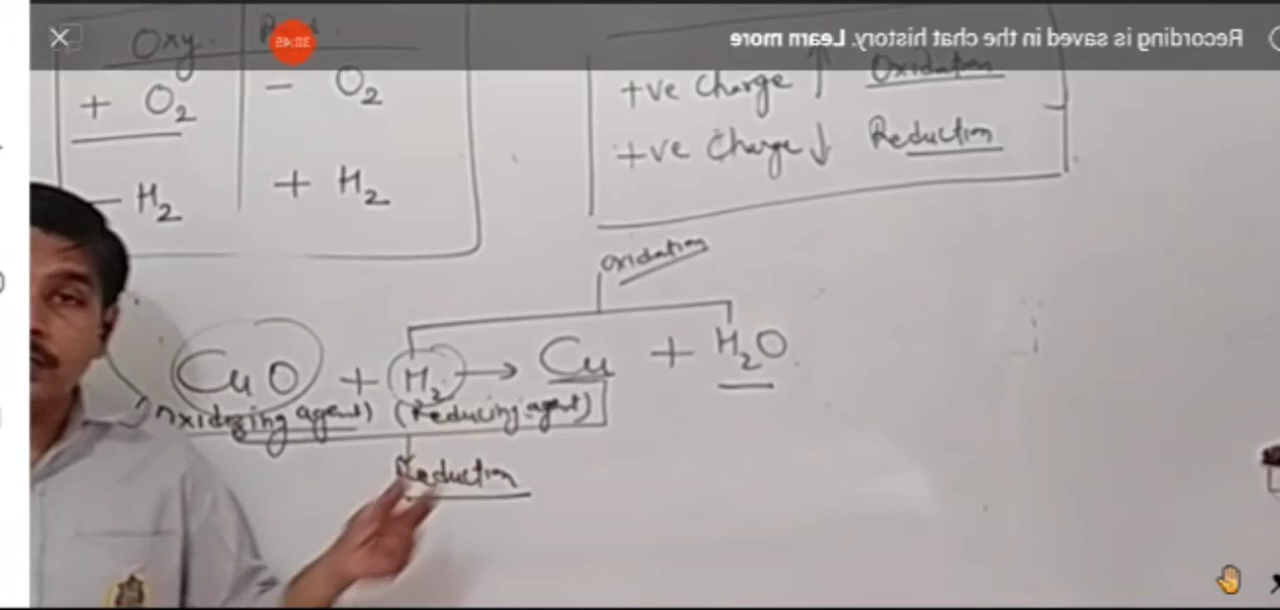 Recording is saved in the chat history. Learn more
Oxy
+ O₂ - O₂
- H₂ + H₂
+ve Charge ↑ Oxidation
+ve Charge ↓ Reduction
Oxidation
CuO + H₂ → Cu + H₂O
(Oxidizing agent) (Reducing agent)
Reduction